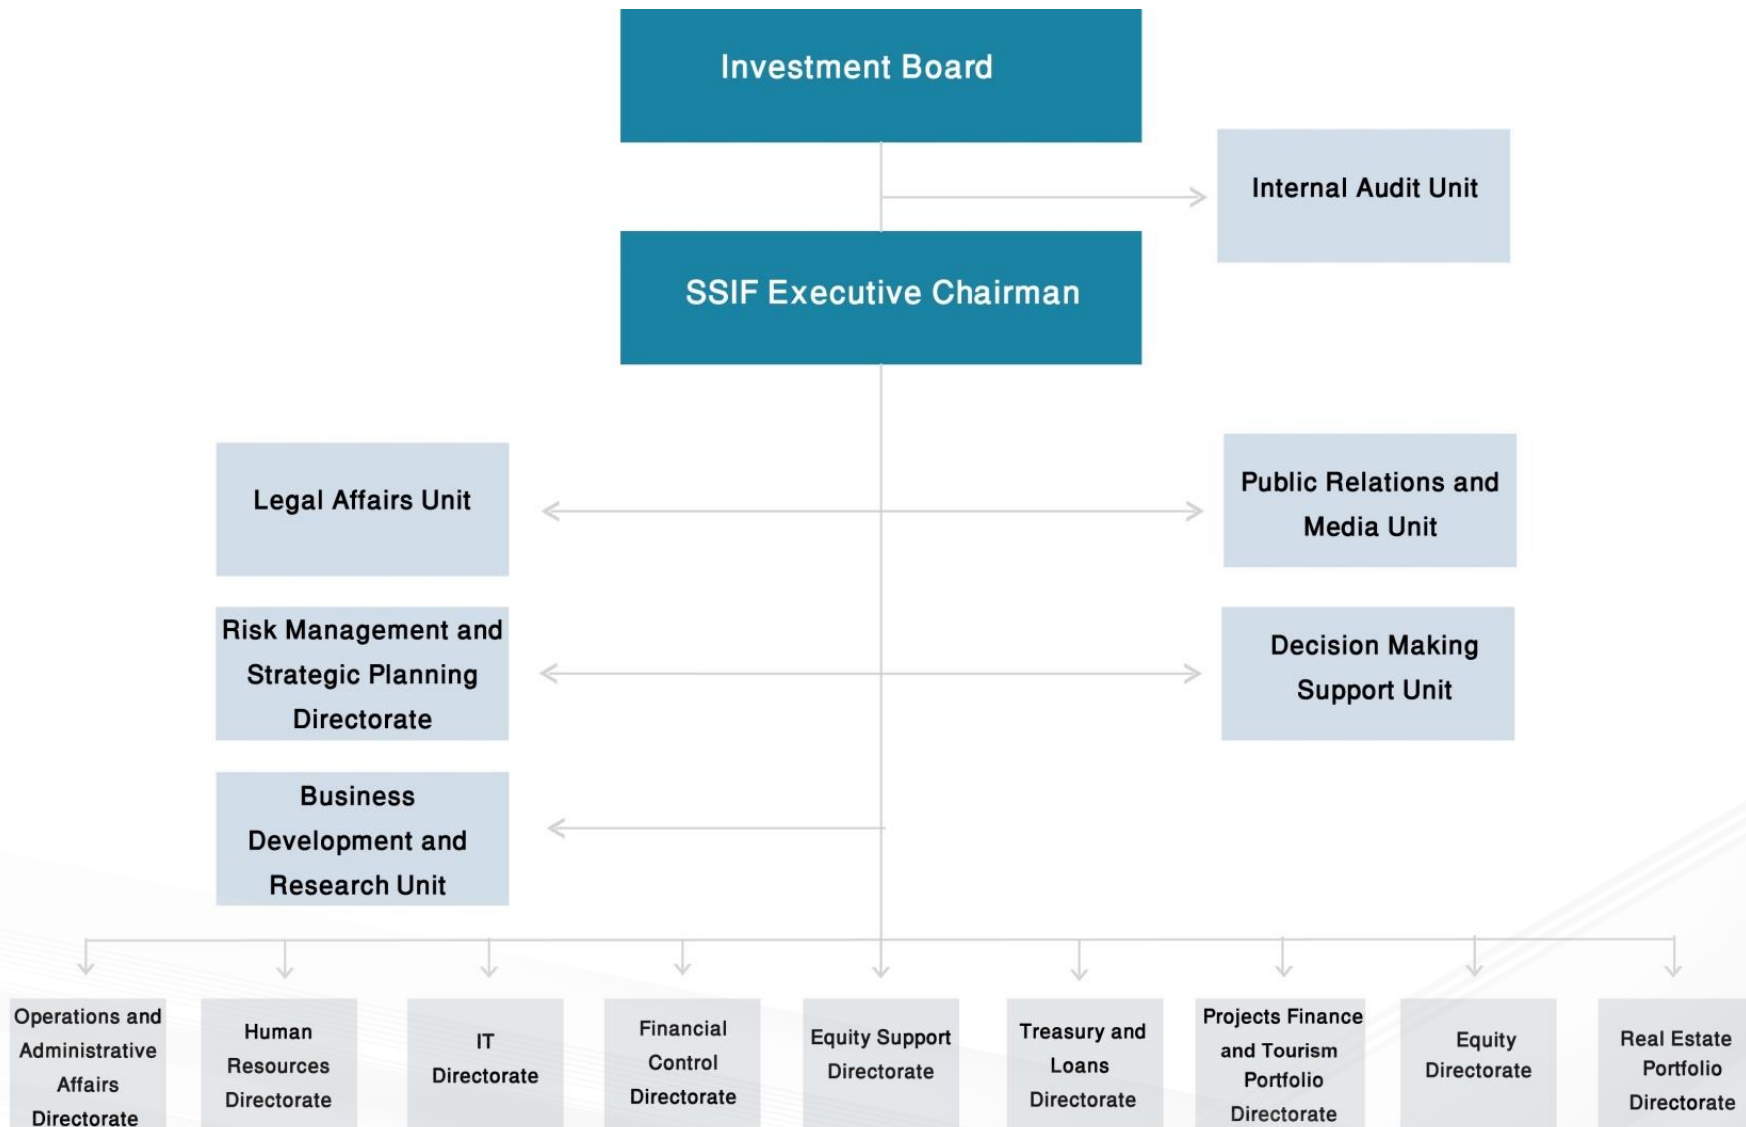 Investment Board
Internal Audit Unit
SSIF Executive Chairman
Legal Affairs Unit
Public Relations and
Media Unit
Risk Management and
Strategic Planning
Directorate
Decision Making
Support Unit
Business
Development and
Research Unit
Operations and
Administrative
Affairs
Directorate
Human
Resources
Directorate
IT
Directorate
Financial
Control
Directorate
Equity Support
Directorate
Treasury and
Loans
Directorate
Projects Finance
and Tourism
Portfolio
Directorate
Equity
Directorate
Real Estate
Portfolio
Directorate